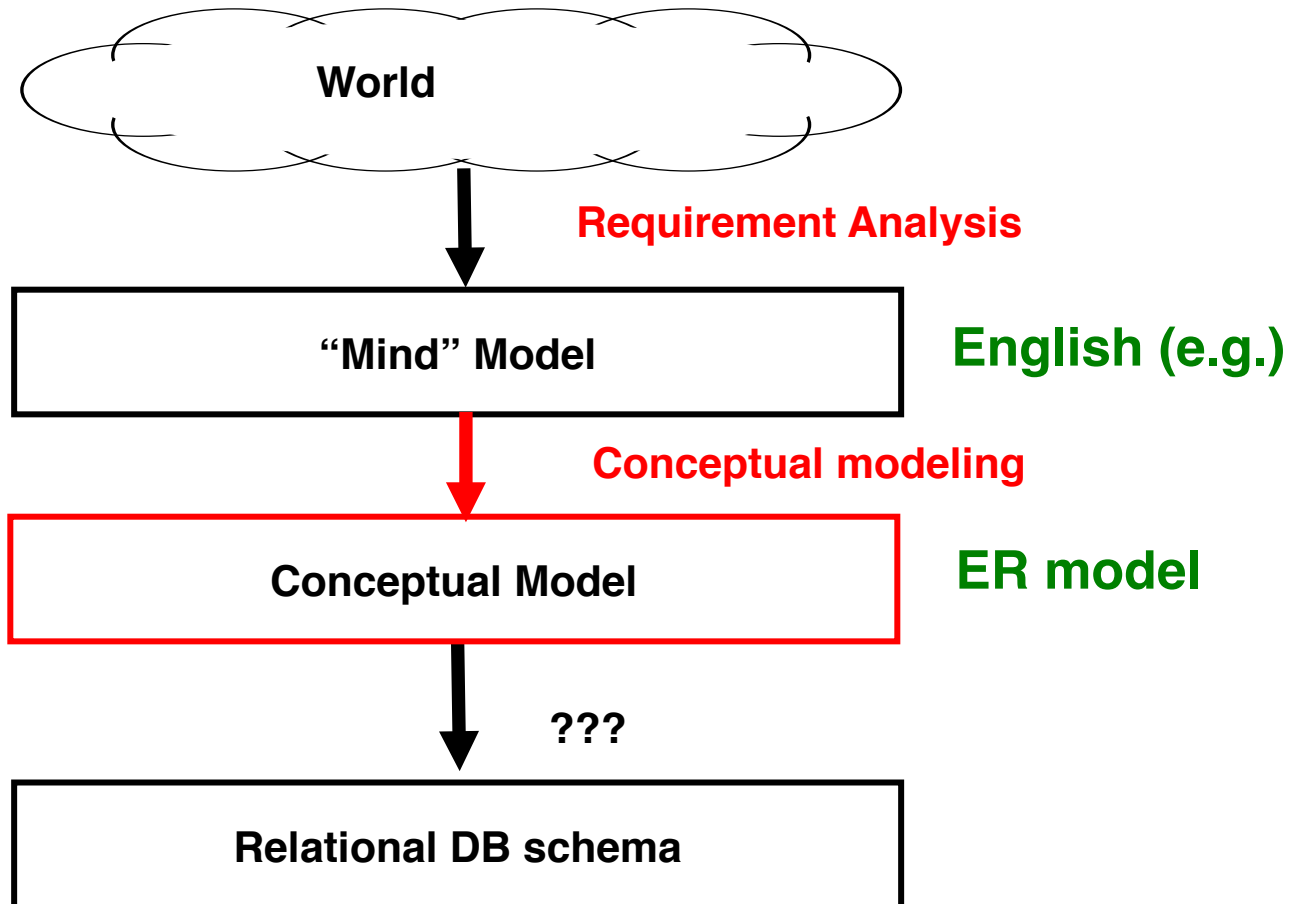 World
Requirement Analysis
“Mind” Model
English (e.g.)
Conceptual modeling
Conceptual Model
ER model
???
Relational DB schema